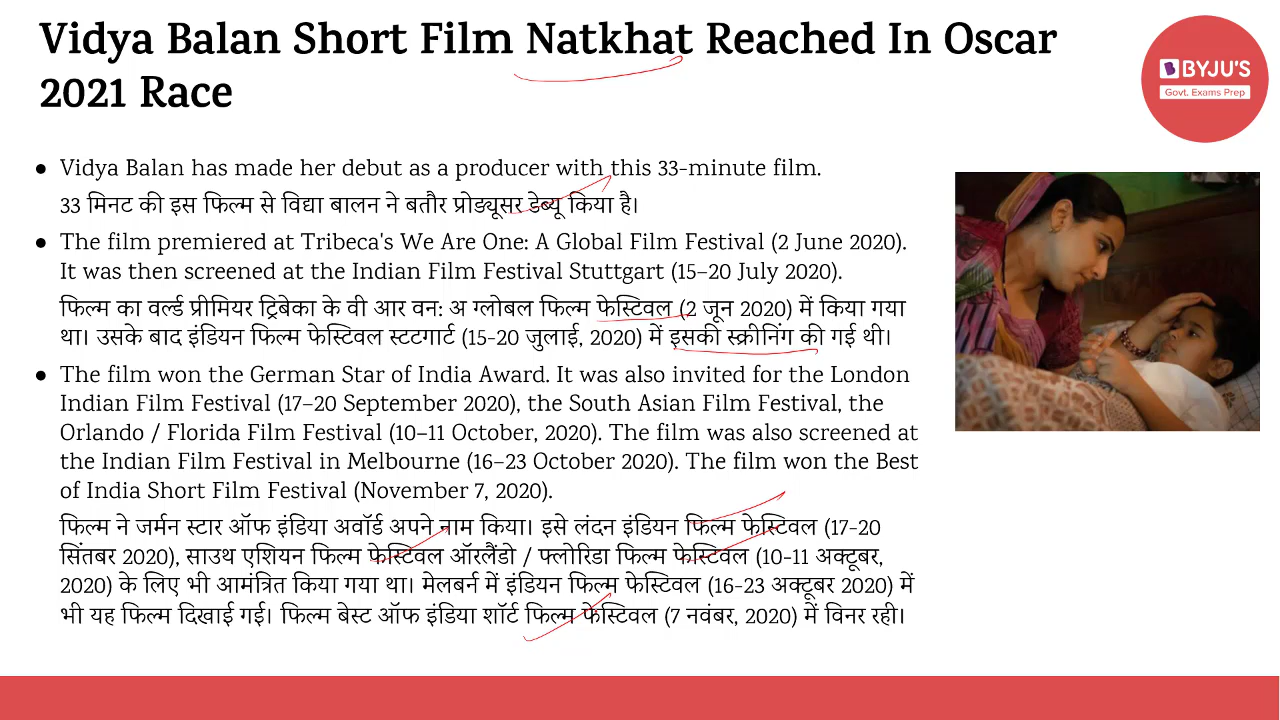 Vidya Balan Short Film Natkhat Reached In Oscar
2021 Race
BYJU'S
Govt. Exams Prep
● Vidya Balan has made her debut as a producer with this 33-minute film.
33 मिनट की इस फिल्म से विद्या बालन ने बतौर प्रोड्यूसर डेब्यू किया है।
● The film premiered at Tribeca's We Are One: A Global Film Festival (2 June 2020).
It was then screened at the Indian Film Festival Stuttgart (15–20 July 2020).
फिल्म का वर्ल्ड प्रीमियर ट्रिबेका के वी आर वन: अ ग्लोबल फिल्म फेस्टिवल (2 जून 2020) में किया गया
था। उसके बाद इंडियन फिल्म फेस्टिवल स्टटगार्ट (15-20 जुलाई, 2020) में इसकी स्क्रीनिंग की गई थी।
● The film won the German Star of India Award. It was also invited for the London
Indian Film Festival (17–20 September 2020), the South Asian Film Festival, the
Orlando / Florida Film Festival (10–11 October, 2020). The film was also screened at
the Indian Film Festival in Melbourne (16–23 October 2020). The film won the Best
of India Short Film Festival (November 7, 2020).
फिल्म ने जर्मन स्टार ऑफ इंडिया अवॉर्ड अपने नाम किया। इसे लंदन इंडियन फिल्म फेस्टिवल (17-20
सिंतबर 2020), साउथ एशियन फिल्म फेस्टिवल ऑरलैंडो / फ्लोरिडा फिल्म फेस्टिवल (10-11 अक्टूबर,
2020) के लिए भी आमंत्रित किया गया था। मेलबर्न में इंडियन फिल्म फेस्टिवल (16-23 अक्टूबर 2020) में
भी यह फिल्म दिखाई गई। फिल्म बेस्ट ऑफ इंडिया शॉर्ट फिल्म फेस्टिवल (7 नवंबर, 2020) में विनर रही।